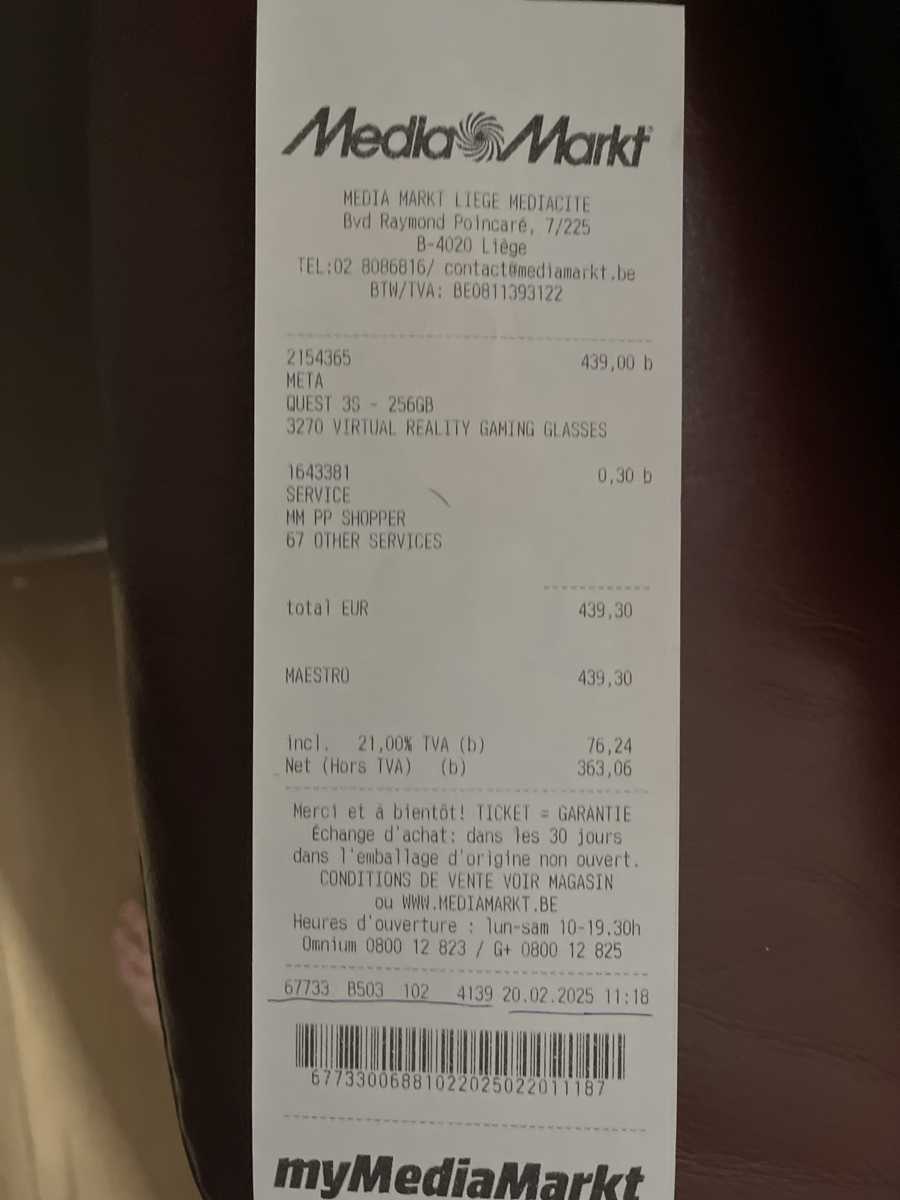 Media Markt
MEDIA MARKT LIEGE MEDIACITE
Bvd Raymond Poincaré, 7/225
B-4020 Liège
TEL:02 8086816/ contact@mediamarkt.be
BTW/TVA: BE0811393122
2154365 439,00 b
META
QUEST 3S - 256GB
3270 VIRTUAL REALITY GAMING GLASSES
1643381 0,30 b
SERVICE
MM PP SHOPPER
67 OTHER SERVICES
total EUR 439,30
MAESTRO 439,30
incl. 21,00% TVA (b) 76,24
Net (Hors TVA) (b) 363,06
Merci et à bientôt! TICKET = GARANTIE
Échange d'achat: dans les 30 jours
dans l'emballage d'origine non ouvert.
CONDITIONS DE VENTE VOIR MAGASIN
ou WWW.MEDIAMARKT.BE
Heures d'ouverture : lun-sam 10-19.30h
Omnium 0800 12 823 / G+ 0800 12 825
67733 B503 102 4139 20.02.2025 11:18
6773300688102202502201 1187
myMediaMarkt